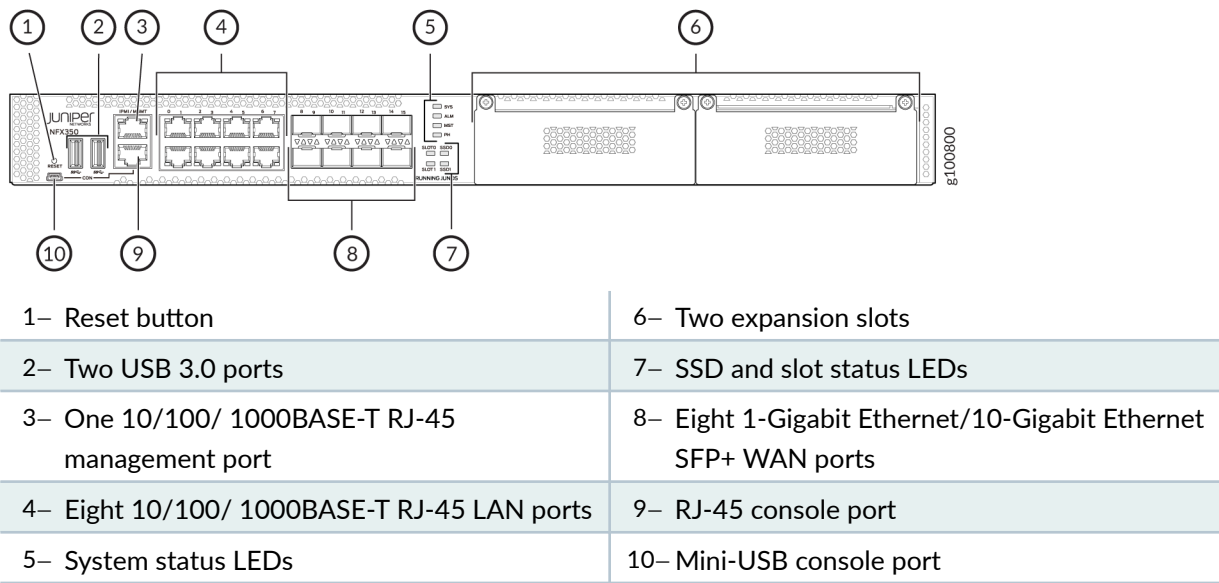 1 2 3 4 5 6
IPMI / MGMT
0 1 2 3 4 5 6 7 8 9 10 11 12 13 14 15
JUNIPER
NETWORKS
NFX350
SYS
ALM
MST
PH
SLOT0 SSD0
SLOT1 SSD1
RESET
CON
RUNNING JUNOS
g100800
10 9 8 7
1– Reset button
2– Two USB 3.0 ports
3– One 10/100/ 1000BASE-T RJ-45
management port
4– Eight 10/100/ 1000BASE-T RJ-45 LAN ports
5– System status LEDs
6– Two expansion slots
7– SSD and slot status LEDs
8– Eight 1-Gigabit Ethernet/10-Gigabit Ethernet
SFP+ WAN ports
9– RJ-45 console port
10– Mini-USB console port